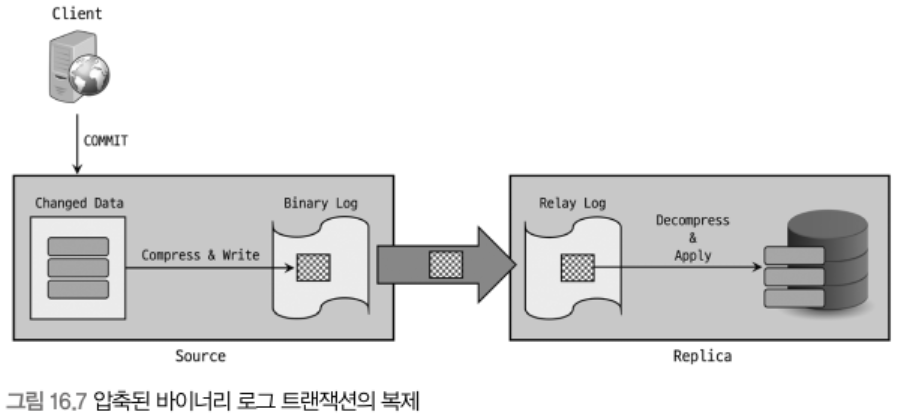 Client
COMMIT
Changed Data
Binary Log
Compress & Write
Source
Relay Log
Decompress
&
Apply
Replica
그림 16.7 압축된 바이너리 로그 트랜잭션의 복제